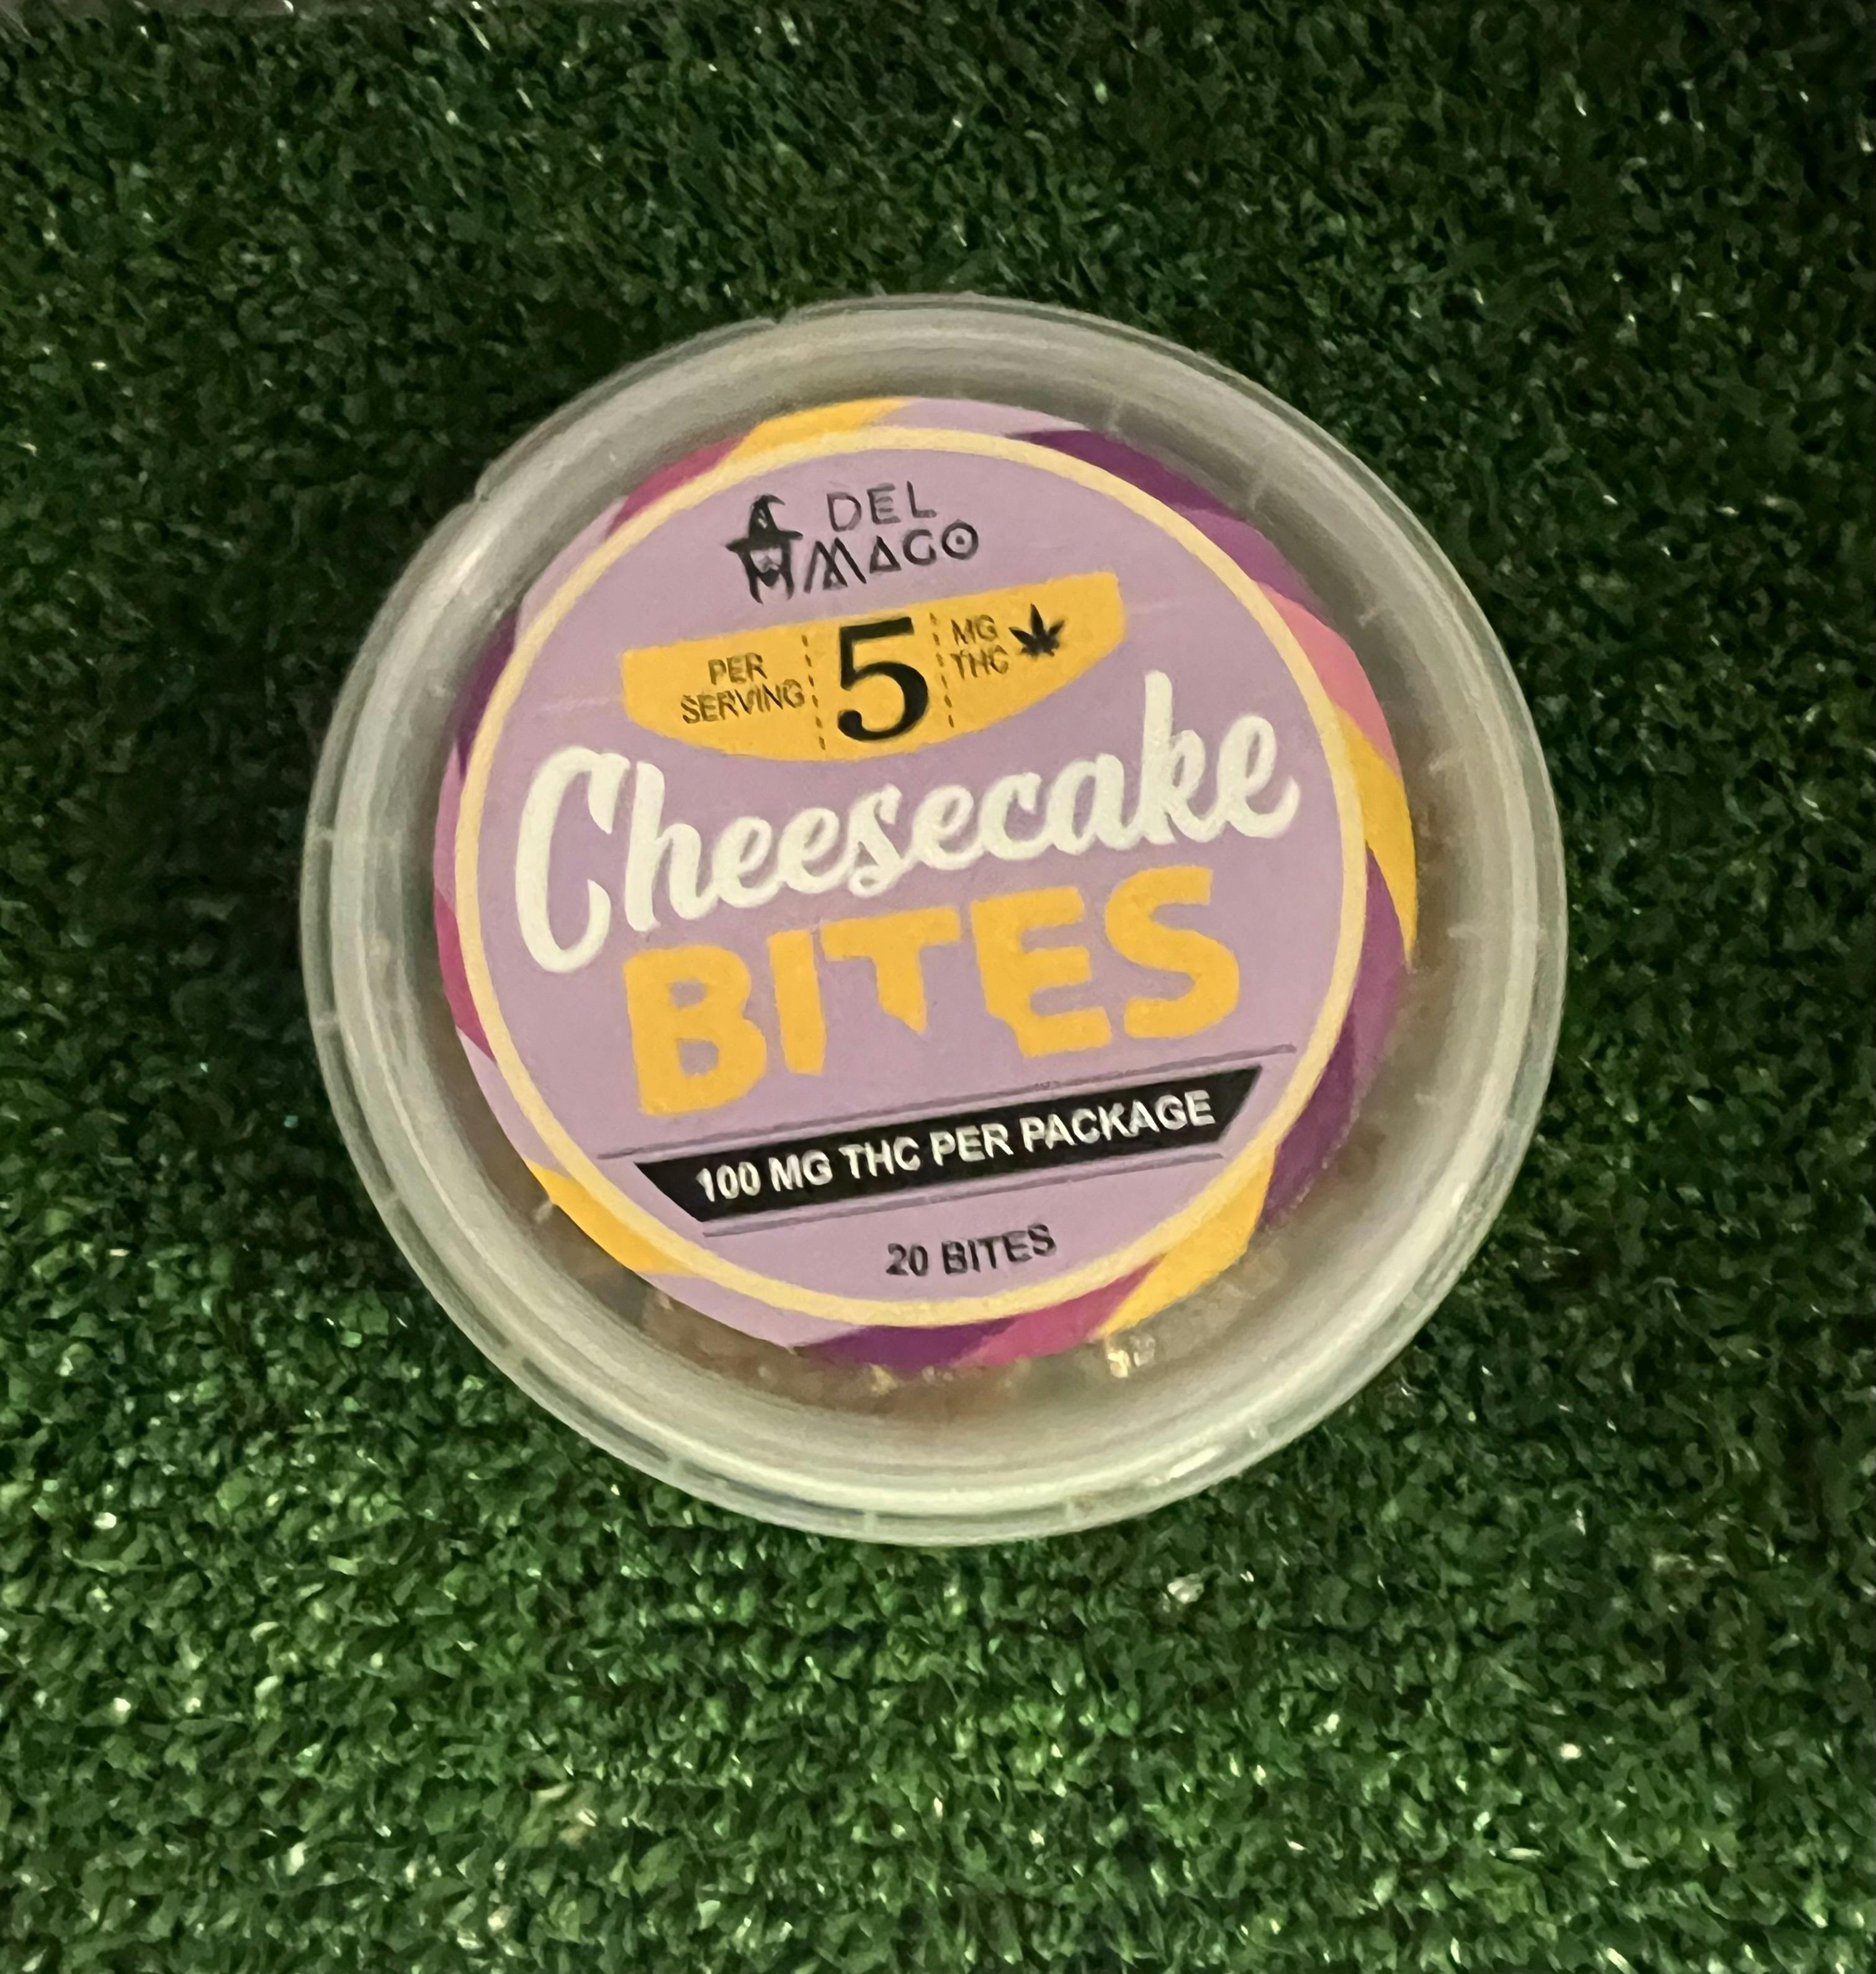 DEL
MAGO
PER
SERVING
5
MG
THC
Cheesecake
BITES
100 MG THC PER PACKAGE
20 BITES